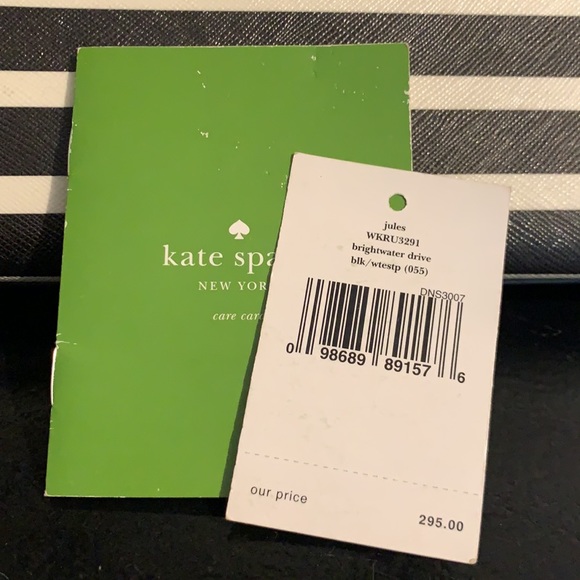 kate spa
NEW YOR
care card
jules
WKRU3291
brightwater drive
blk/wtestp (055)
DNS3007
0 98689 89157 6
our price
295.00